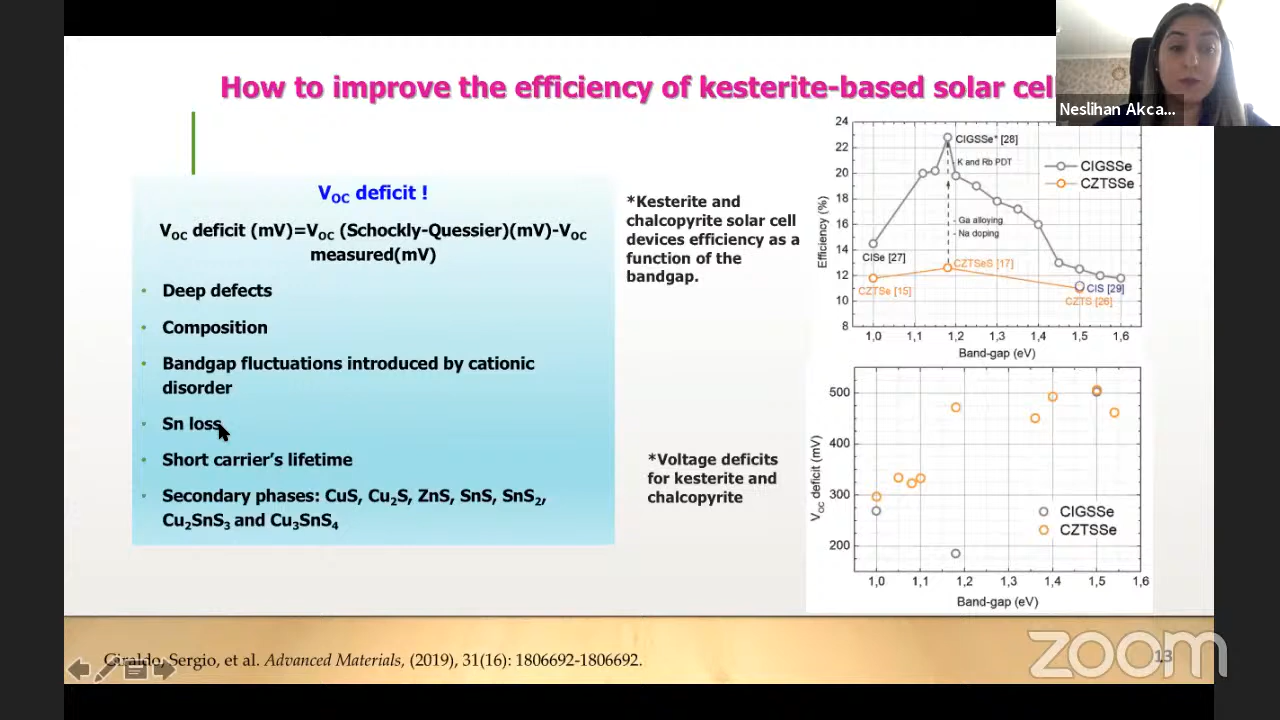 How to improve the efficiency of kesterite-based solar cel
Neslihan Akca...
V_OC deficit !
V_OC deficit (mV)=V_OC (Schockly-Quessier)(mV)-V_OC
measured(mV)
• Deep defects
• Composition
• Bandgap fluctuations introduced by cationic
disorder
• Sn loss
• Short carrier's lifetime
• Secondary phases: CuS, Cu₂S, ZnS, SnS, SnS₂,
Cu₂SnS₃ and Cu₃SnS₄
*Kesterite and
chalcopyrite solar cell
devices efficiency as a
function of the
bandgap.
24
22
20
18
16
14
12
10
8
Efficiency (%)
CIGSSe* [28]
K and Rb PDT
CIGSSe
CZTSSe
- Ga alloying
- Na doping
CISe [27]
CZTSeS [17]
CZTSe [15]
CIS [29]
CZTS [26]
1,0 1,1 1,2 1,3 1,4 1,5 1,6
Band-gap (eV)
*Voltage deficits
for kesterite and
chalcopyrite
500
400
300
200
V_OC deficit (mV)
CIGSSe
CZTSSe
1,0 1,1 1,2 1,3 1,4 1,5 1,6
Band-gap (eV)
Giraldo, Sergio, et al. Advanced Materials, (2019), 31(16): 1806692-1806692.
zoom
13